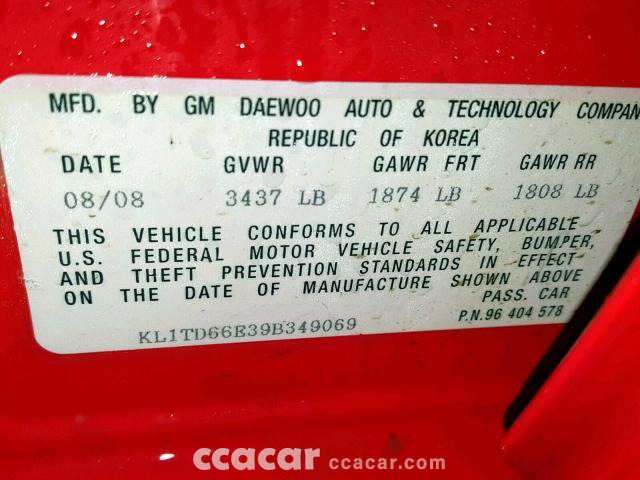 MFD. BY GM DAEWOO AUTO & TECHNOLOGY COMPAN
REPUBLIC OF KOREA
DATE GVWR GAWR FRT GAWR RR
08/08 3437 LB 1874 LB 1808 LB
THIS VEHICLE CONFORMS TO ALL APPLICABLE
U.S. FEDERAL MOTOR VEHICLE SAFETY, BUMPER,
AND THEFT PREVENTION STANDARDS IN EFFECT
ON THE DATE OF MANUFACTURE SHOWN ABOVE
PASS. CAR
KL1TD66E39B349069 P.N. 96 404 578
ccacar ccacar.com